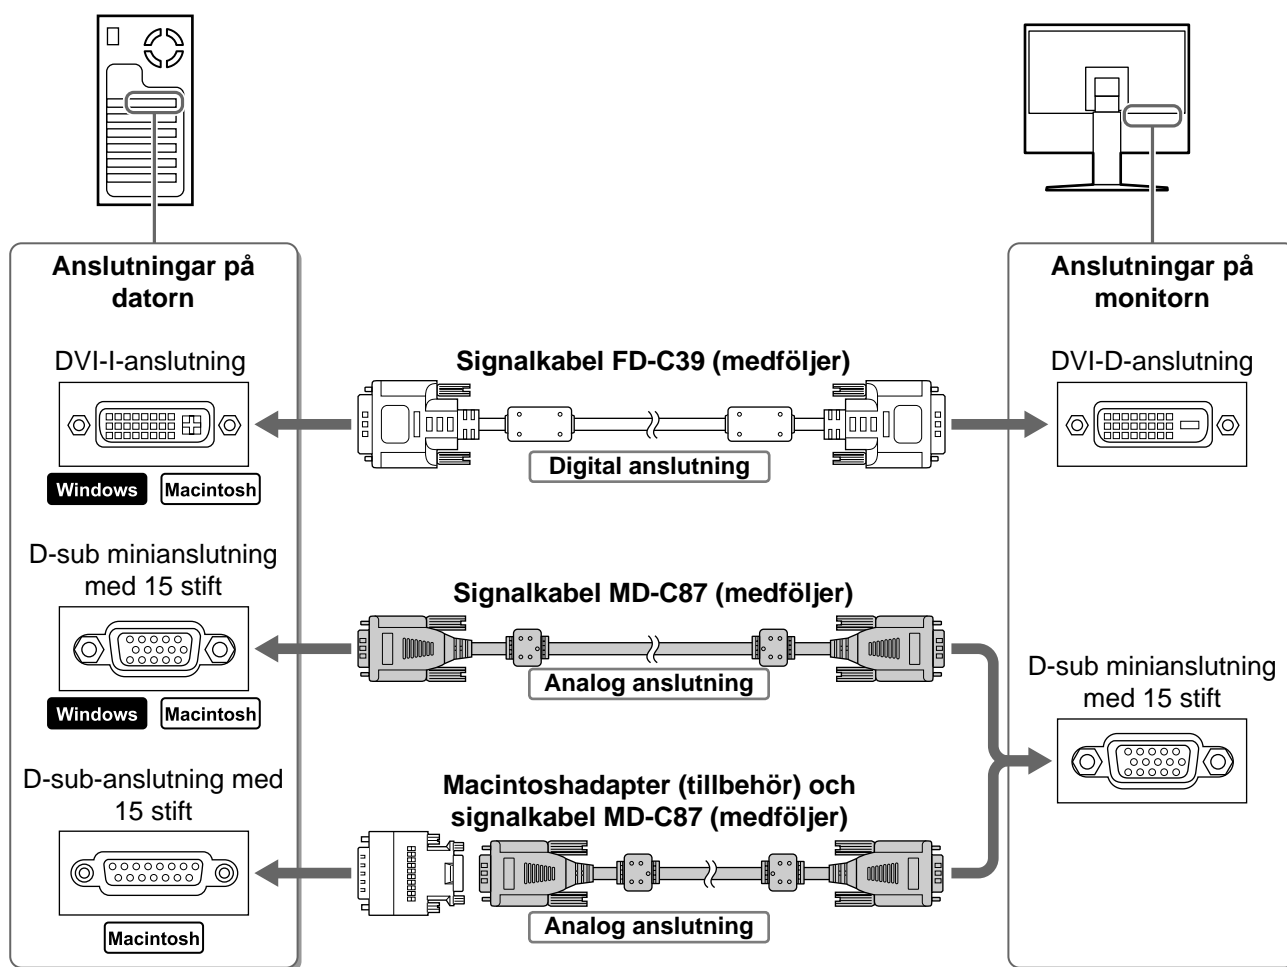 Anslutningar på
datorn
DVI-I-anslutning
Windows Macintosh
D-sub minianslutning
med 15 stift
Windows Macintosh
D-sub-anslutning med
15 stift
Macintosh
Signalkabel FD-C39 (medföljer)
Digital anslutning
Signalkabel MD-C87 (medföljer)
Analog anslutning
Macintoshadapter (tillbehör) och
signalkabel MD-C87 (medföljer)
Analog anslutning
Anslutningar på
monitorn
DVI-D-anslutning
D-sub minianslutning
med 15 stift